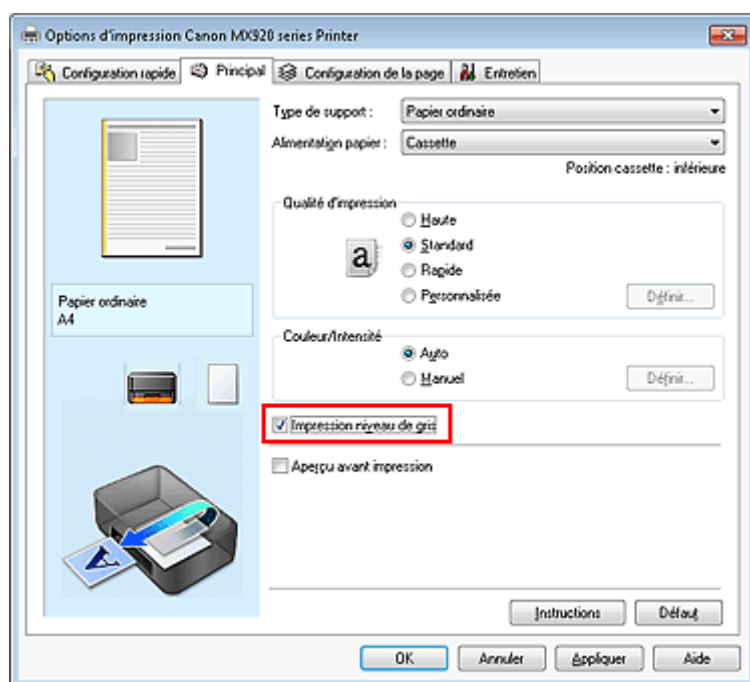 Options d'impression Canon MX920 series Printer
Configuration rapide Principal Configuration de la page Entretien
Type de support : Papier ordinaire
Alimentation papier : Cassette
Position cassette : inférieure
Qualité d'impression
Haute
a Standard
Rapide
Personnalisée Définir...
Papier ordinaire
A4
Couleur/Intensité
Auto
Manuel Définir...
Impression niveau de gris
Aperçu avant impression
A
Instructions Défaut
OK Annuler Appliquer Aide